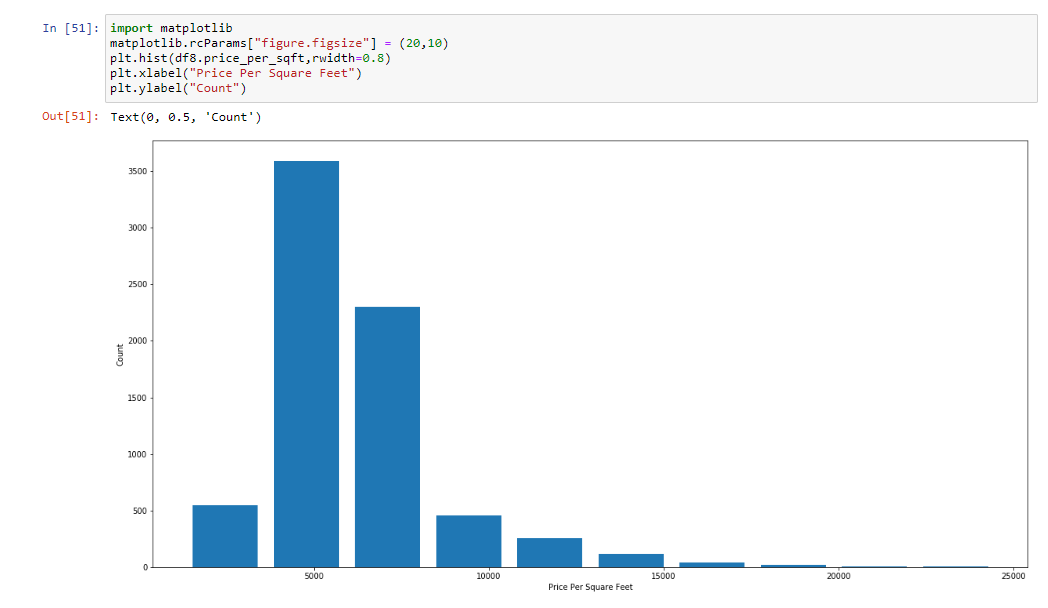 In [51]: import matplotlib
matplotlib.rcParams["figure.figsize"] = (20,10)
plt.hist(df8.price_per_sqft,rwidth=0.8)
plt.xlabel("Price Per Square Feet")
plt.ylabel("Count")
Out[51]: Text(0, 0.5, 'Count')
3500
3000
2500
2000
1500
1000
500
0
Count
5000 10000 15000 20000 25000
Price Per Square Feet